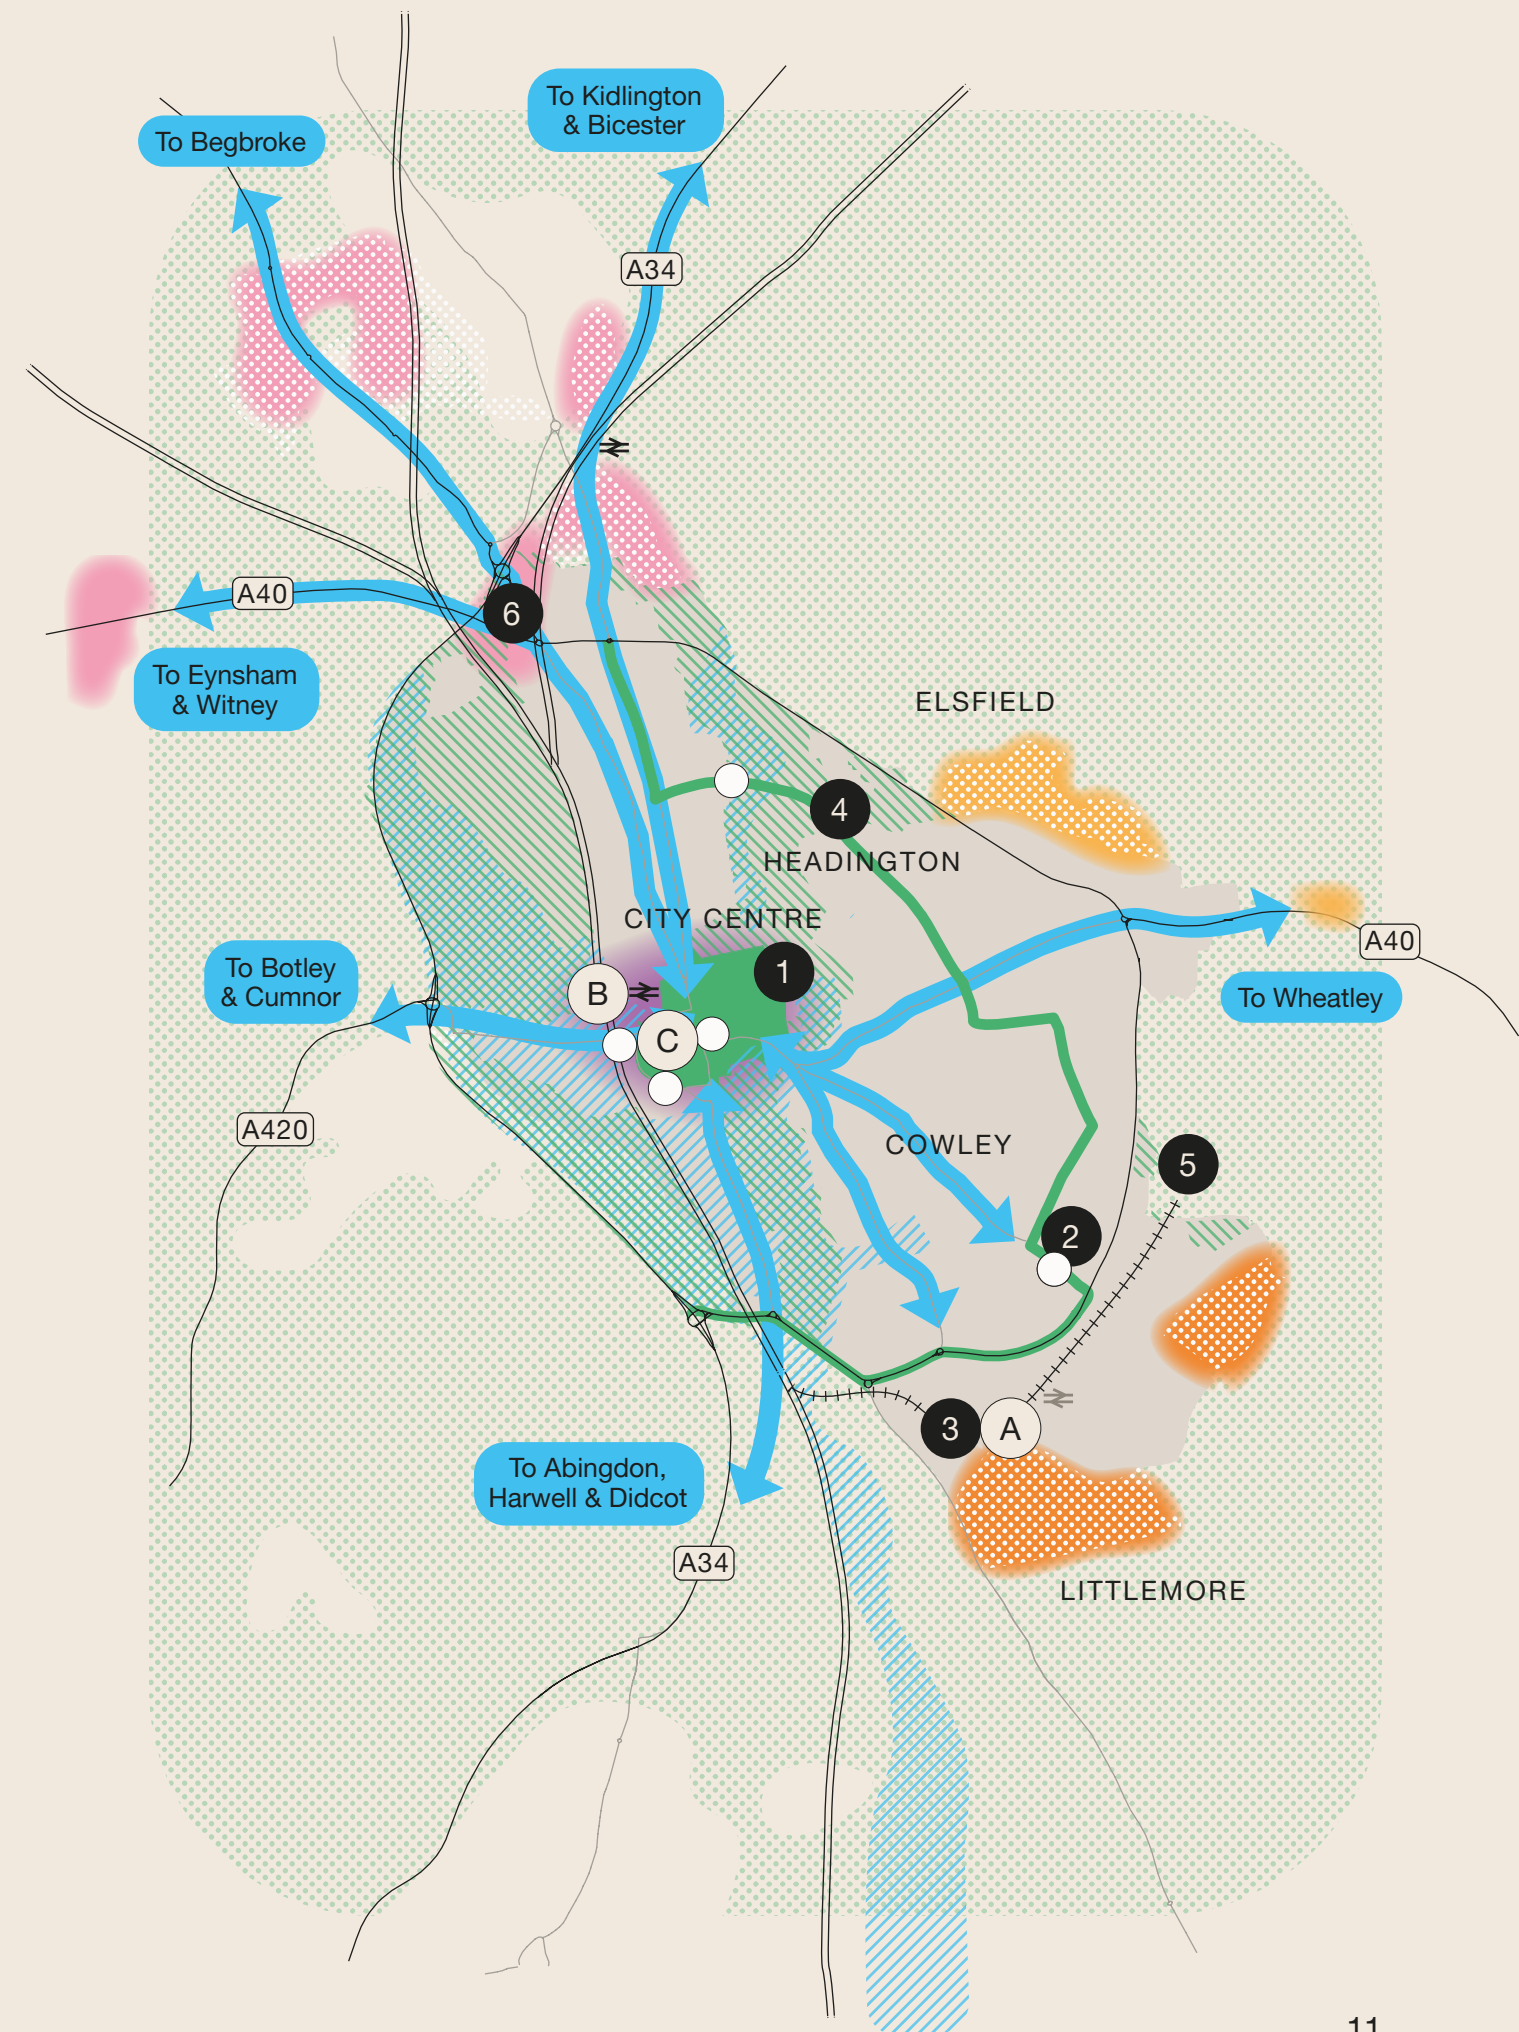 To Kidlington
& Bicester
To Begbroke
A34
A40
6
To Eynsham
& Witney
ELSFIELD
4
HEADINGTON
CITY CENTRE
A40
To Botley
& Cumnor
B
1
To Wheatley
C
A420
COWLEY
5
2
3
A
To Abingdon,
Harwell & Didcot
A34
LITTLEMORE
11